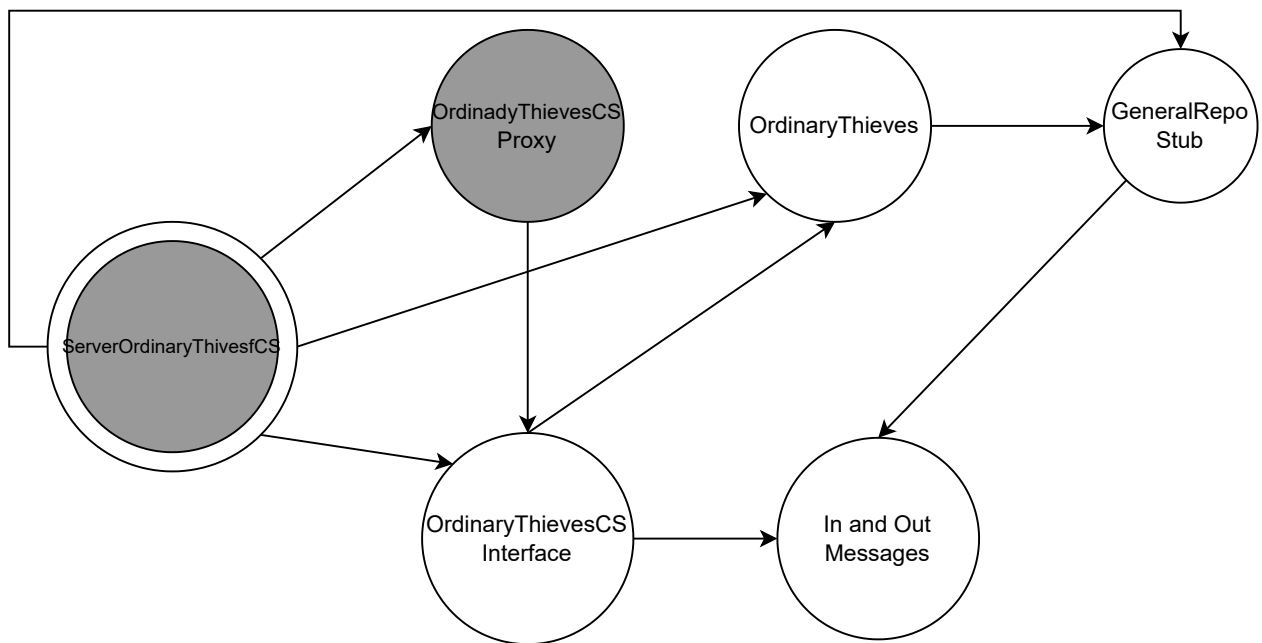 OrdinadyThievesCS
Proxy
OrdinaryThieves
GeneralRepo
Stub
ServerOrdinaryThivesfCS
OrdinaryThievesCS
Interface
In and Out
Messages